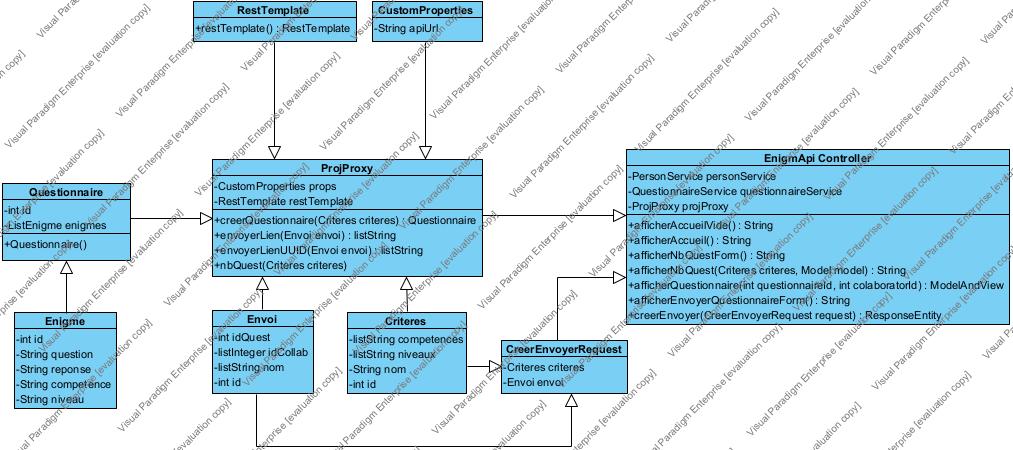 RestTemplate
+restTemplate() : RestTemplate
CustomProperties
-String apiUrl
ProjProxy
-CustomProperties props
-RestTemplate restTemplate
+creerQuestionnaire(Criteres criteres) : Questionnaire
+envoyerLien(Envoi envoi) : listString
+envoyerLienUUID(Envoi envoi) : listString
+nbQuest(Criteres criteres)
EnigmApi Controller
-PersonService personService
-QuestionnaireService questionnaireService
-ProjProxy projProxy
+afficherAccueilVide() : String
+afficherAccueil() : String
+afficherNbQuestForm() : String
+afficherNbQuest(Criteres criteres, Model model) : String
+afficherQuestionnaire(int questionnaireId, int colaboratorId) : ModelAndView
+afficherEnvoyerQuestionnaireForm() : String
+creerEnvoyer(CreerEnvoyerRequest request) : ResponseEntity
Questionnaire
-int id
-ListEnigme enigmes
+Questionnaire()
Enigme
-int id
-String question
-String reponse
-String competence
-String niveau
Envoi
-int idQuest
-listInteger idCollab
-listString nom
-int id
Criteres
-listString competences
-listString niveaux
-String nom
-int id
CreerEnvoyerRequest
-Criteres criteres
-Envoi envoi
Visual Paradigm Enterprise [evaluation copy]